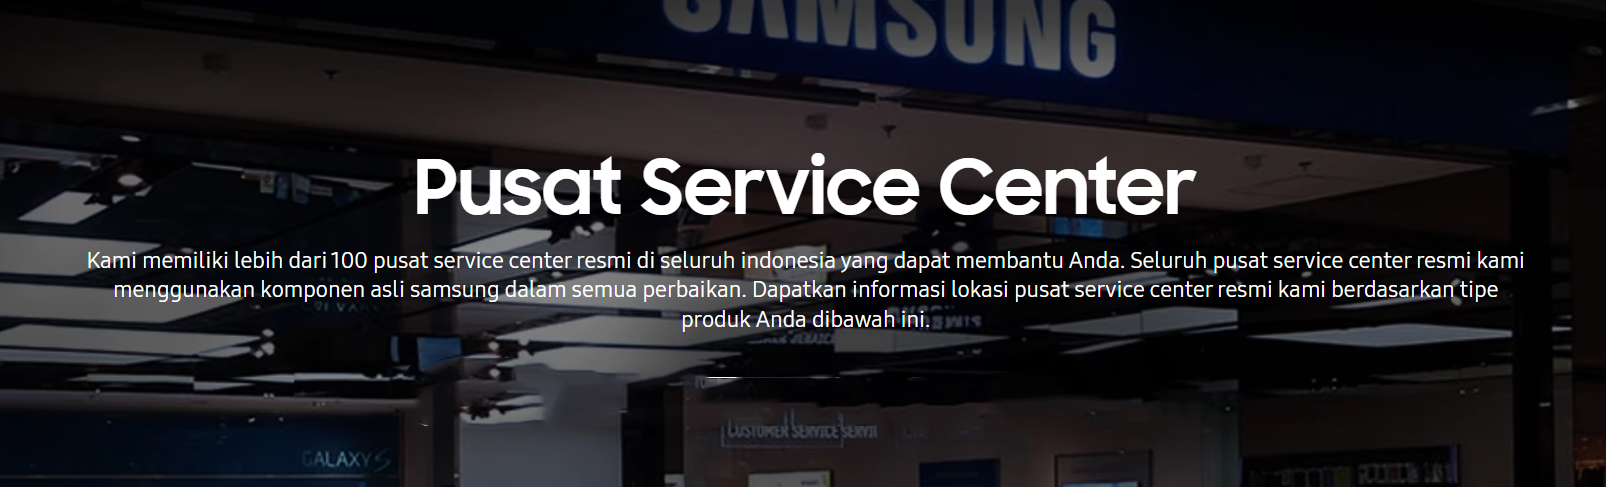 SAMSUNG
Pusat Service Center
Kami memiliki lebih dari 100 pusat service center resmi di seluruh indonesia yang dapat membantu Anda. Seluruh pusat service center resmi kami
menggunakan komponen asli samsung dalam semua perbaikan. Dapatkan informasi lokasi pusat service center resmi kami berdasarkan tipe
produk Anda dibawah ini.
CUSTOMER SERVICE SERVI
GALAXY S